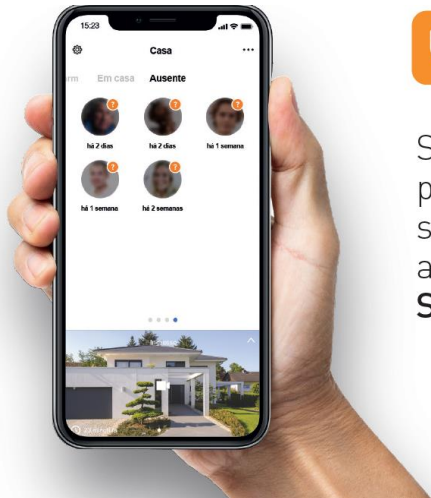 15:23
Casa
rm Em casa Ausente
? ? ?
há 2 dias há 2 dias há 1 semana
? ?
há 1 semana há 2 semanas
S
p
s
a
S